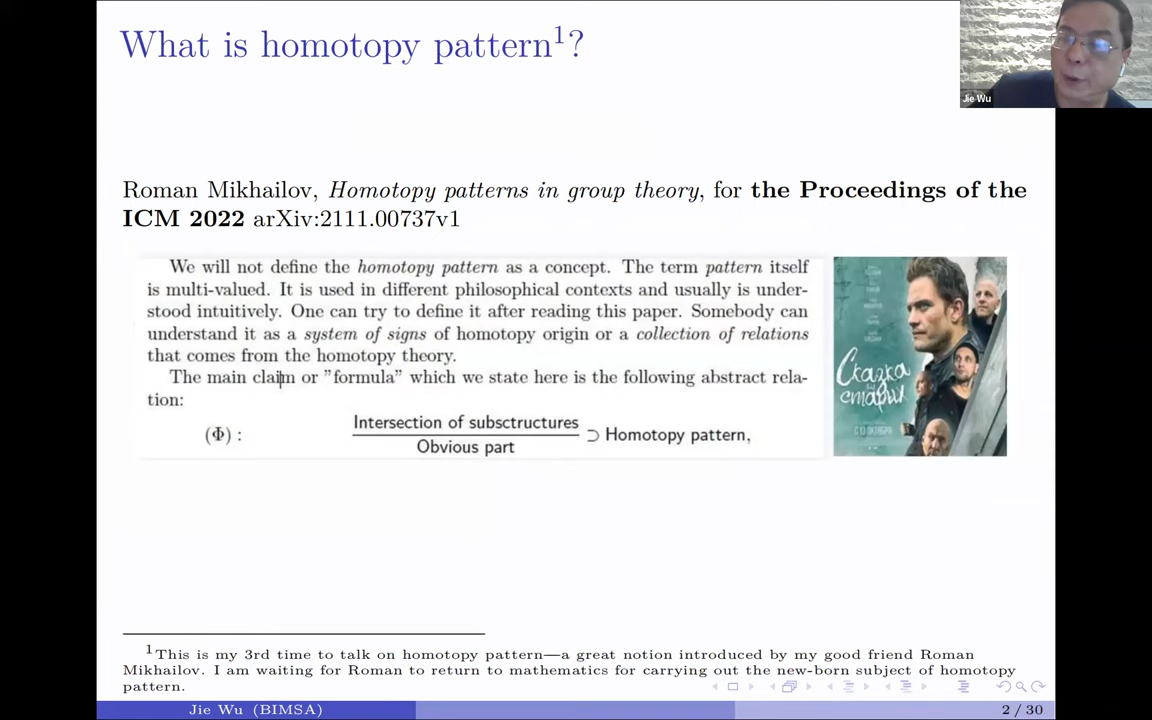 What is homotopy pattern¹?
Jie Wu
Roman Mikhailov, Homotopy patterns in group theory, for the Proceedings of the
ICM 2022 arXiv:2111.00737v1
We will not define the homotopy pattern as a concept. The term pattern itself
is multi-valued. It is used in different philosophical contexts and usually is under-
stood intuitively. One can try to define it after reading this paper. Somebody can
understand it as a system of signs of homotopy origin or a collection of relations
that comes from the homotopy theory.
The main claim or "formula" which we state here is the following abstract rela-
tion:
(Φ) :
Intersection of subsctructures
Obvious part
⊃ Homotopy pattern,
Сказка
для
старых
¹This is my 3rd time to talk on homotopy pattern—a great notion introduced by my good friend Roman
Mikhailov. I am waiting for Roman to return to mathematics for carrying out the new-born subject of homotopy
pattern.
Jie Wu (BIMSA)
2 / 30